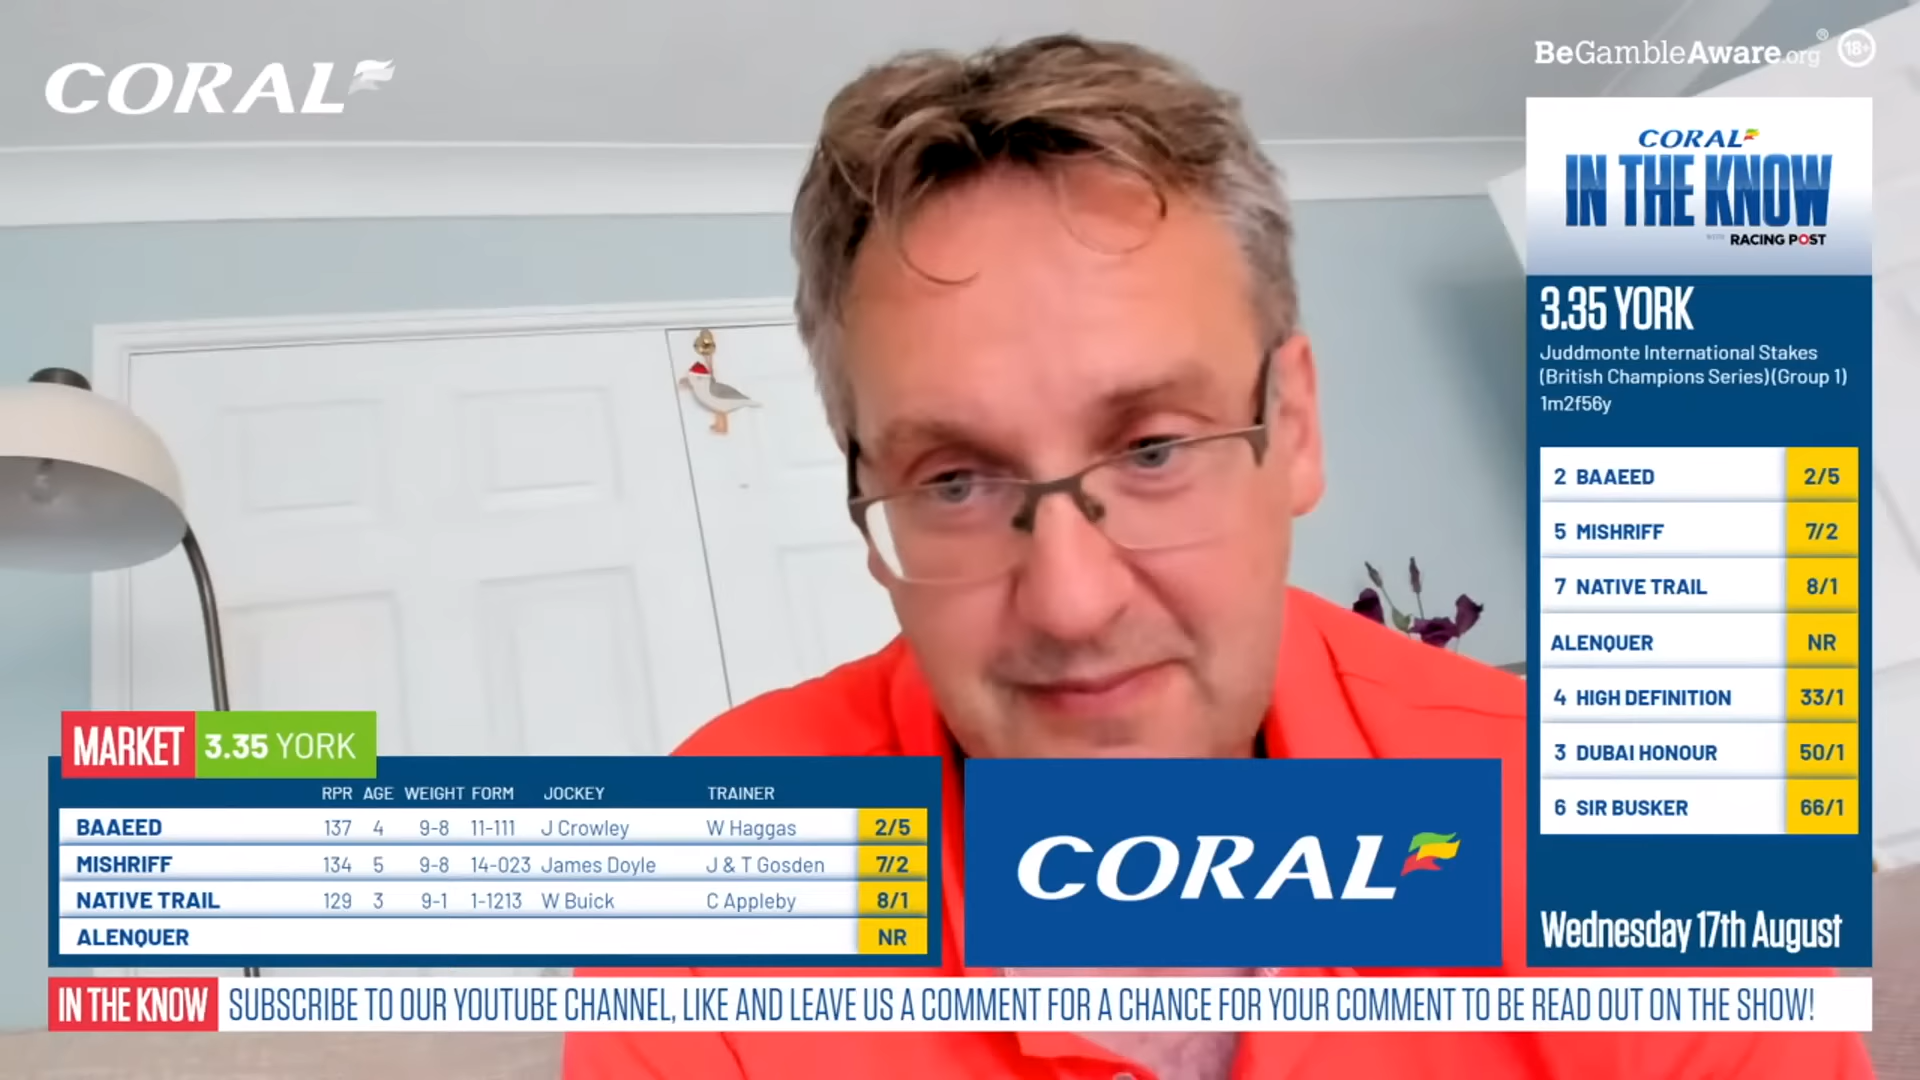 CORAL
BeGambleAware.org® 18+
CORAL
IN THE KNOW
WITH RACING POST
3.35 YORK
Juddmonte International Stakes
(British Champions Series)(Group 1)
1m2f56y
2 BAAEED 2/5
5 MISHRIFF 7/2
7 NATIVE TRAIL 8/1
ALENQUER NR
4 HIGH DEFINITION 33/1
3 DUBAI HONOUR 50/1
6 SIR BUSKER 66/1
Wednesday 17th August
MARKET 3.35 YORK
RPR AGE WEIGHT FORM JOCKEY TRAINER
BAAEED 137 4 9-8 11-111 J Crowley W Haggas 2/5
MISHRIFF 134 5 9-8 14-023 James Doyle J & T Gosden 7/2
NATIVE TRAIL 129 3 9-1 1-1213 W Buick C Appleby 8/1
ALENQUER NR
CORAL
IN THE KNOW SUBSCRIBE TO OUR YOUTUBE CHANNEL, LIKE AND LEAVE US A COMMENT FOR A CHANCE FOR YOUR COMMENT TO BE READ OUT ON THE SHOW!